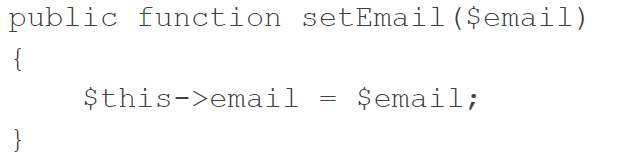 public function setEmail($email)
{
    $this->email = $email;
}